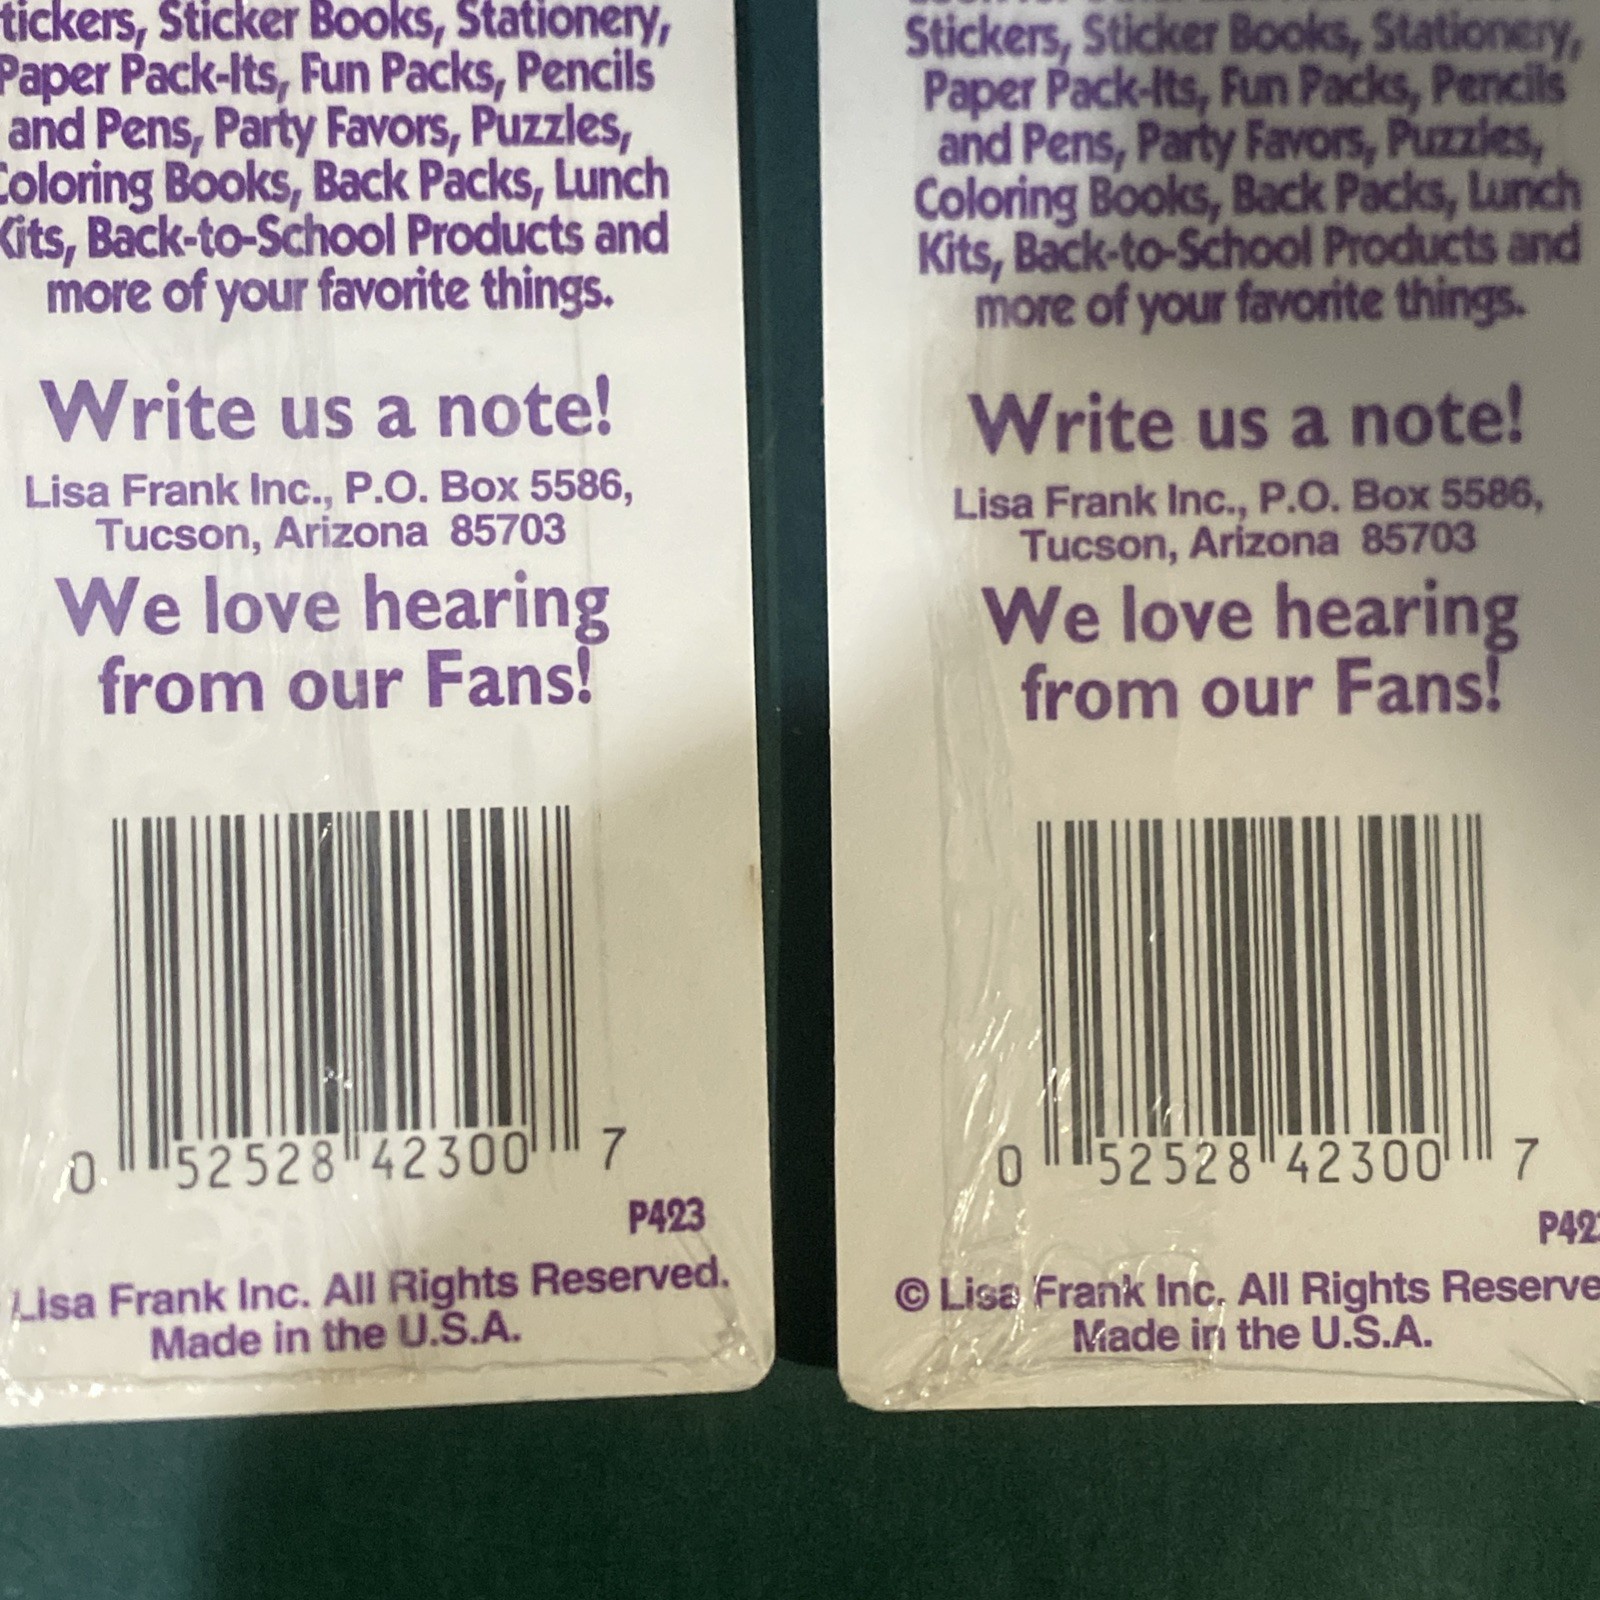 tickers, Sticker Books, Stationery,
Paper Pack-Its, Fun Packs, Pencils
and Pens, Party Favors, Puzzles,
Coloring Books, Back Packs, Lunch
Kits, Back-to-School Products and
more of your favorite things.
Write us a note!
Lisa Frank Inc., P.O. Box 5586,
Tucson, Arizona 85703
We love hearing
from our Fans!
0 52528 42300 7
P423
Lisa Frank Inc. All Rights Reserved.
Made in the U.S.A.
Stickers, Sticker Books, Stationery,
Paper Pack-Its, Fun Packs, Pencils
and Pens, Party Favors, Puzzles,
Coloring Books, Back Packs, Lunch
Kits, Back-to-School Products and
more of your favorite things.
Write us a note!
Lisa Frank Inc., P.O. Box 5586,
Tucson, Arizona 85703
We love hearing
from our Fans!
0 52528 42300 7
P423
© Lisa Frank Inc. All Rights Reserve
Made in the U.S.A.